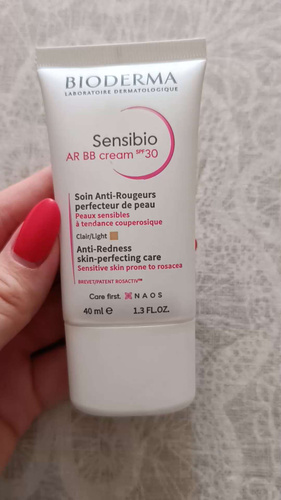 BIODERMA
LABORATOIRE DERMATOLOGIQUE
Sensibio
AR BB cream SPF30
Soin Anti-Rougeurs
perfecteur de peau
Peaux sensibles
à tendance couperosique
Clair/Light
Anti-Redness
skin-perfecting care
Sensitive skin prone to rosacea
BREVET/PATENT ROSACTIV™
Care first. NAOS
40 ml ℮ 1.3 FL.OZ.